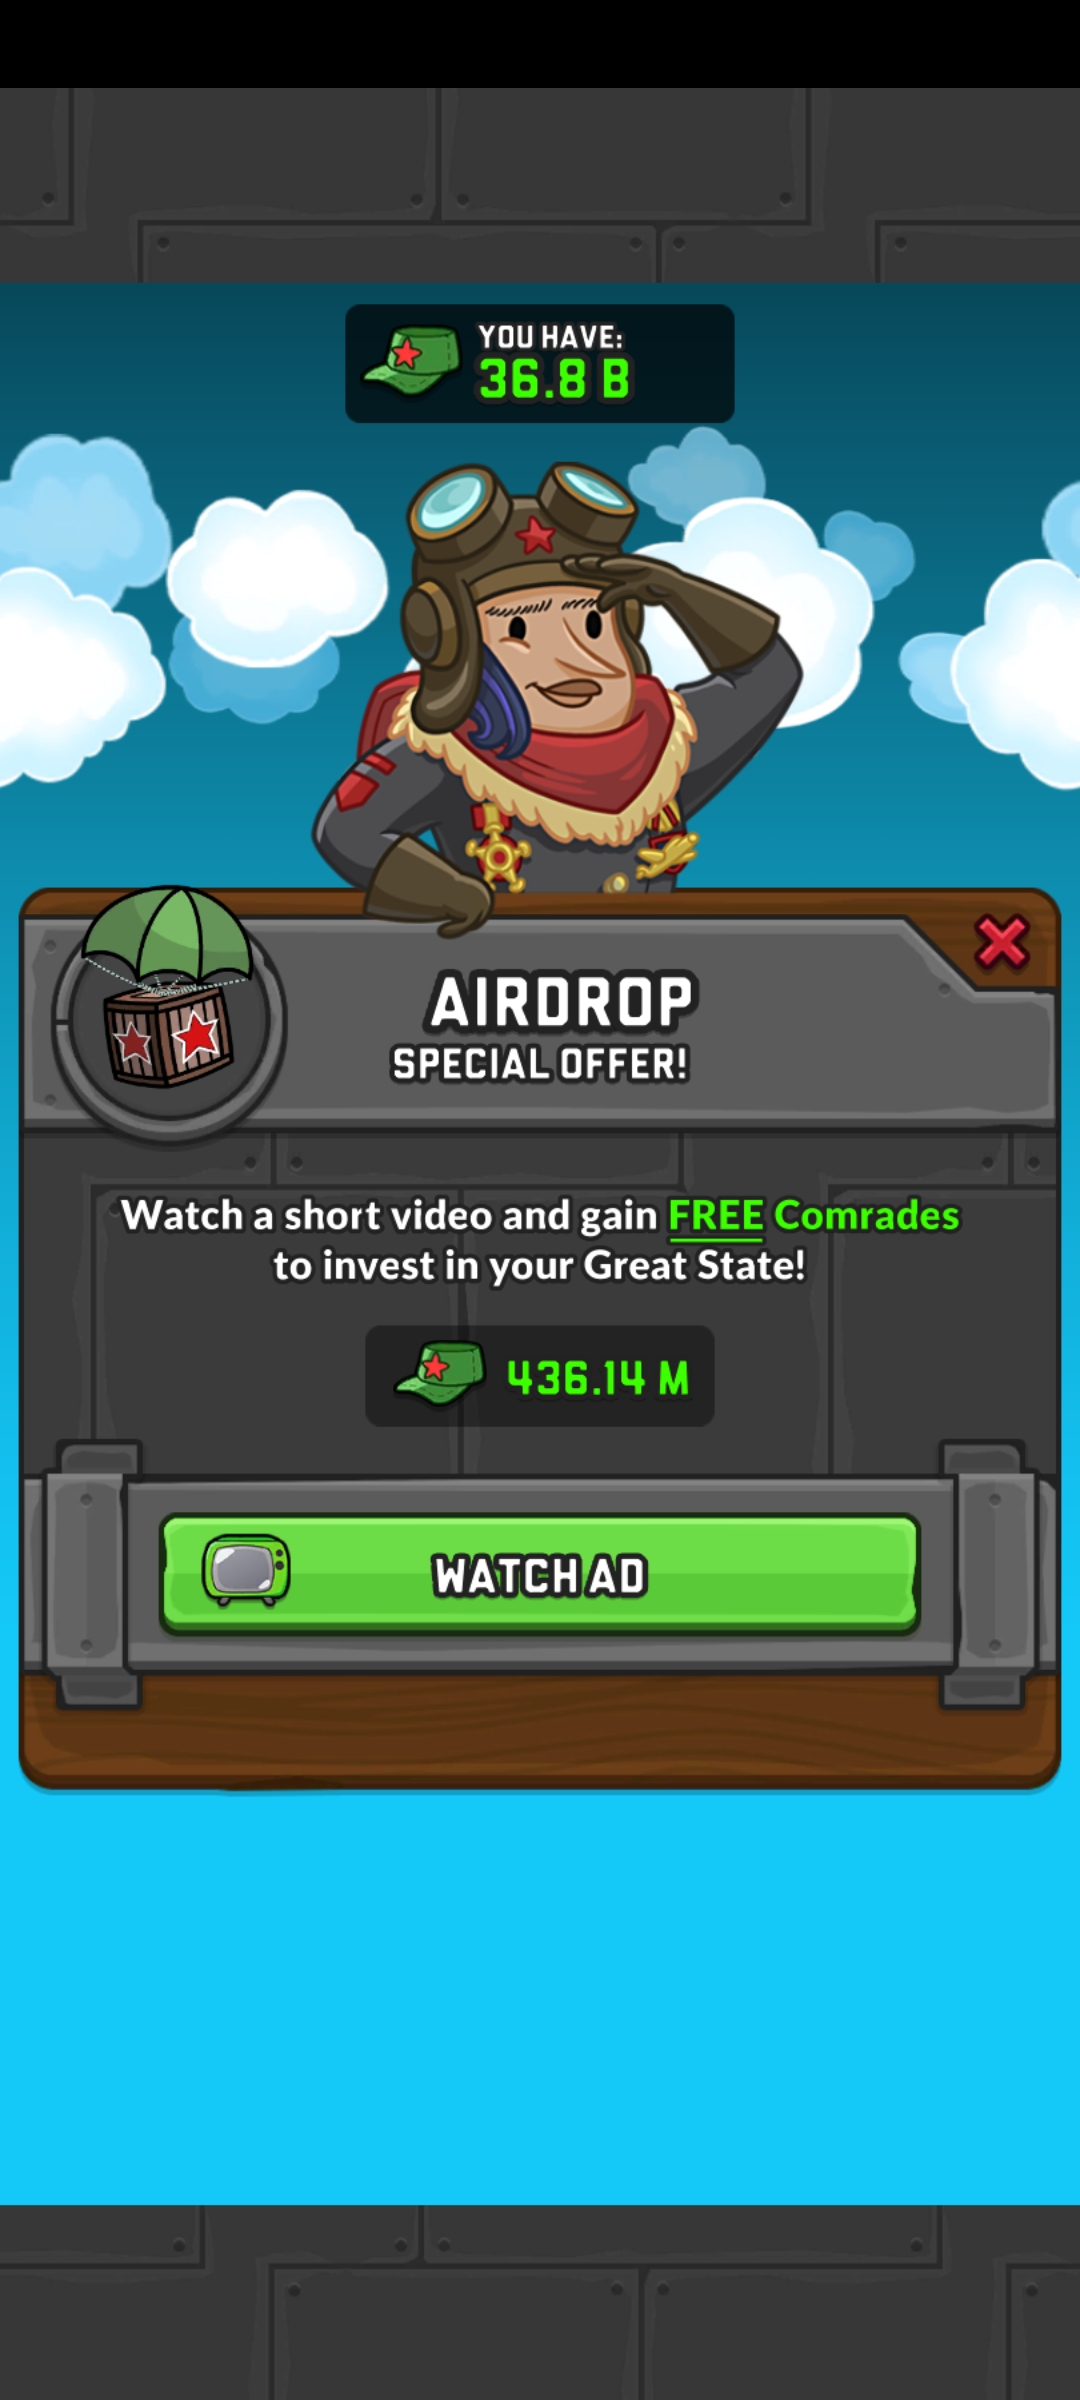 YOU HAVE:
36.8 B
AIRDROP
SPECIAL OFFER!
Watch a short video and gain FREE Comrades
to invest in your Great State!
436.14 M
WATCH AD